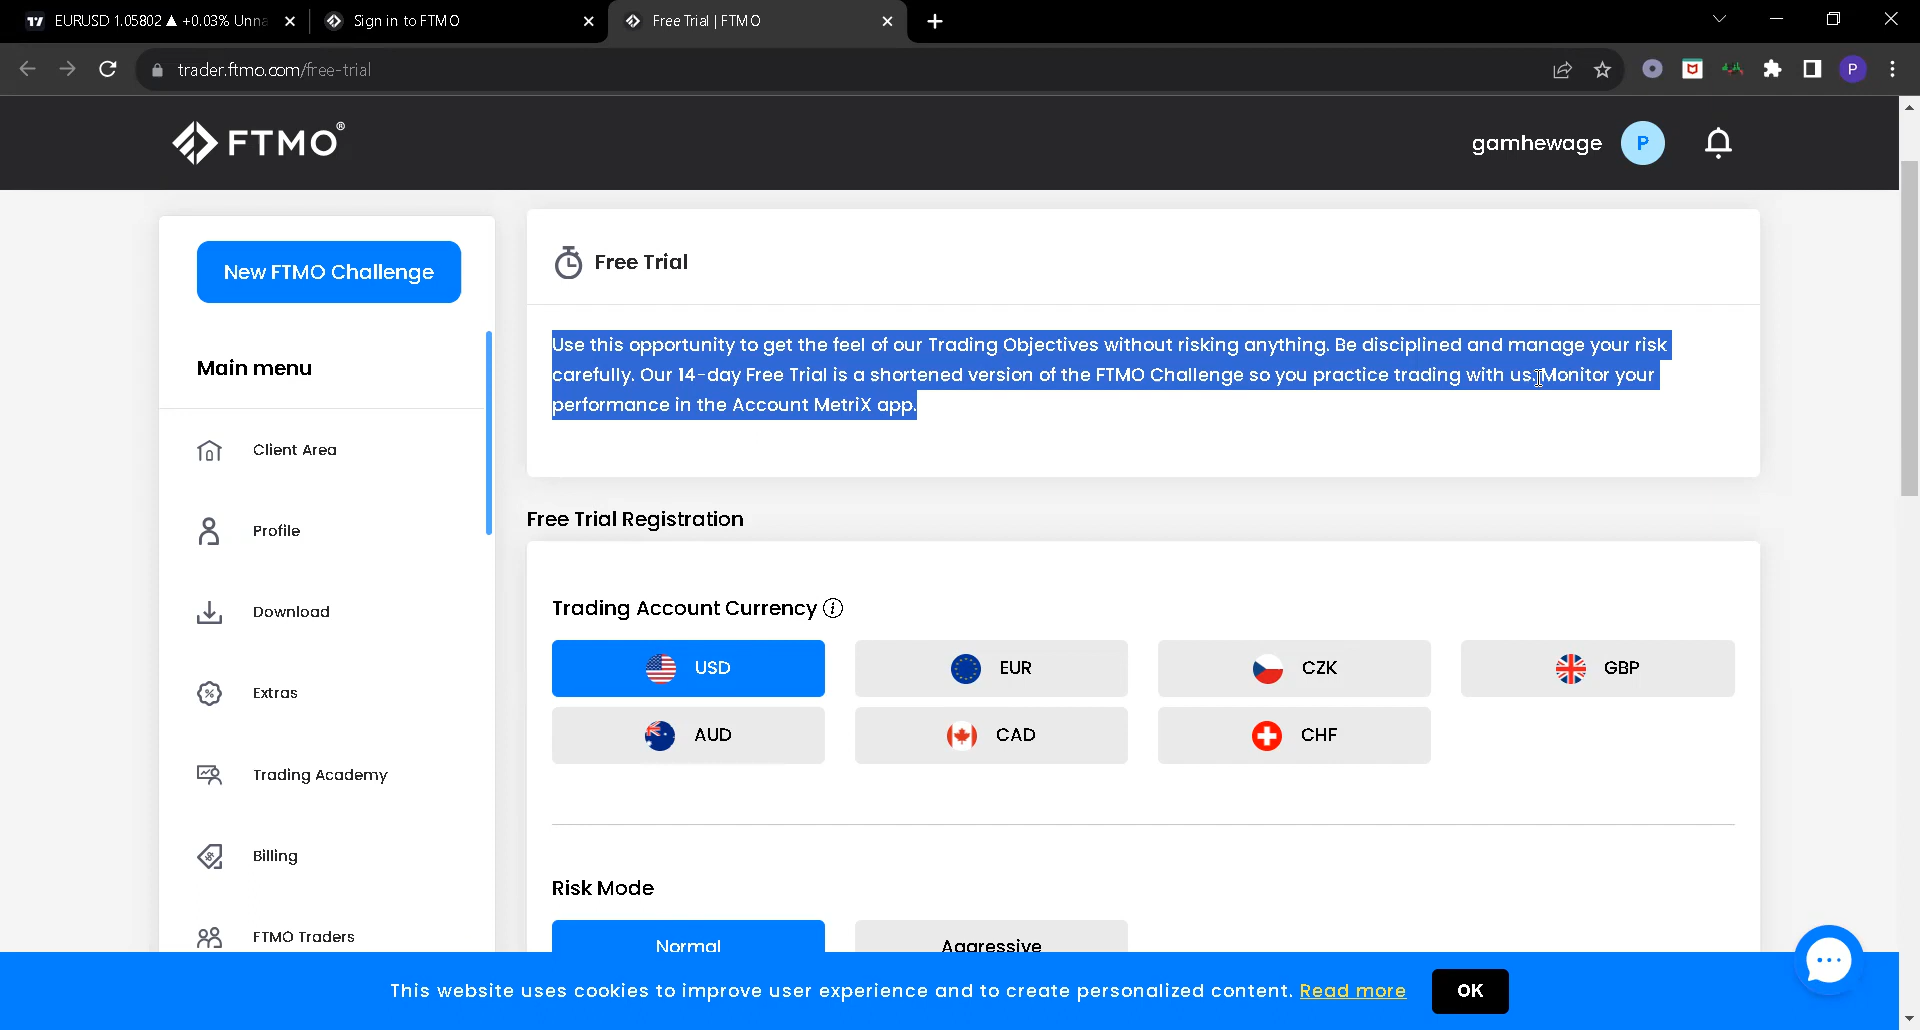 EURUSD 1.05802 ▲ +0.03% Unna
Sign in to FTMO
Free Trial | FTMO
trader.ftmo.com/free-trial
P
FTMO®
gamhewage
P
New FTMO Challenge
Main menu
Client Area
Profile
Download
Extras
Trading Academy
Billing
FTMO Traders
Free Trial
Use this opportunity to get the feel of our Trading Objectives without risking anything. Be disciplined and manage your risk
carefully. Our 14-day Free Trial is a shortened version of the FTMO Challenge so you practice trading with us. Monitor your
performance in the Account MetriX app.
Free Trial Registration
Trading Account Currency
USD
EUR
CZK
GBP
AUD
CAD
CHF
Risk Mode
Normal
Aggressive
This website uses cookies to improve user experience and to create personalized content. Read more
OK